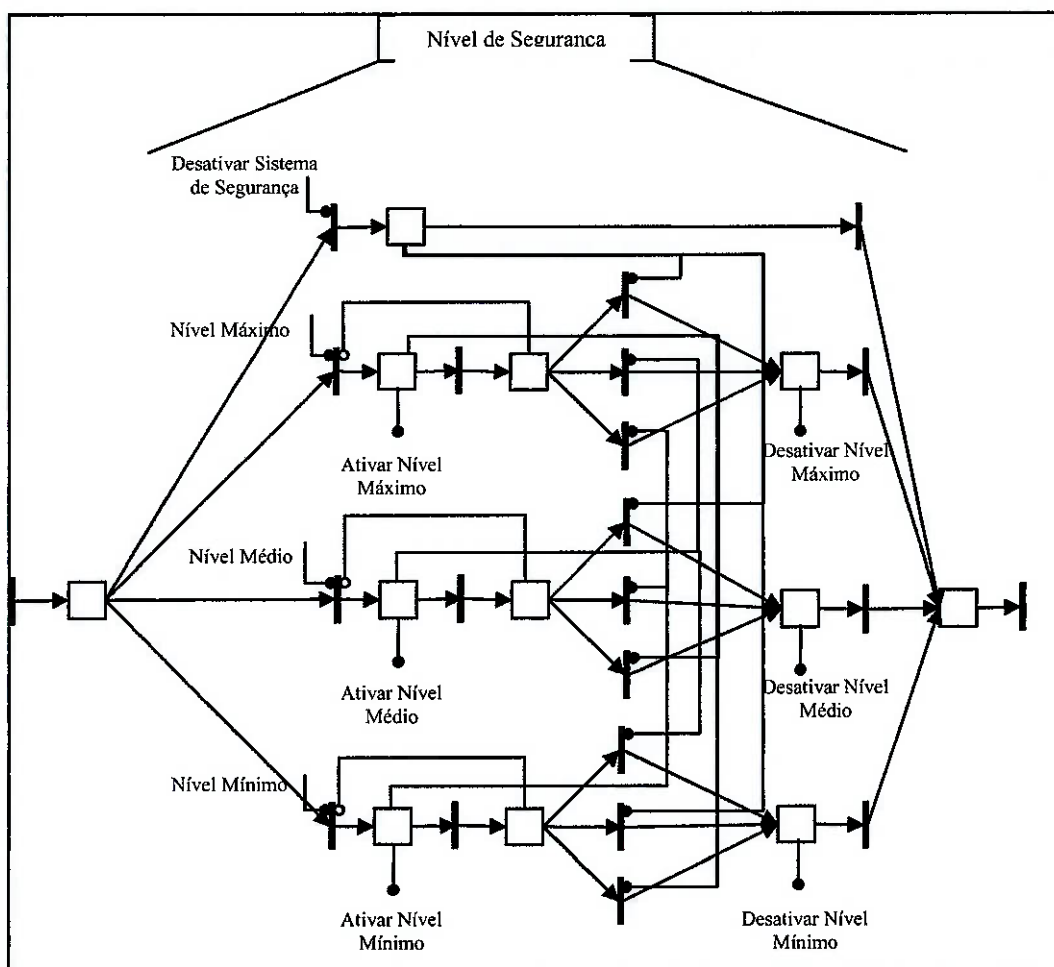 Nível de Segurança
Desativar Sistema
de Segurança
Nível Máximo
Ativar Nível
Máximo
Desativar Nível
Máximo
Nível Médio
Ativar Nível
Médio
Desativar Nível
Médio
Nível Mínimo
Ativar Nível
Mínimo
Desativar Nível
Mínimo